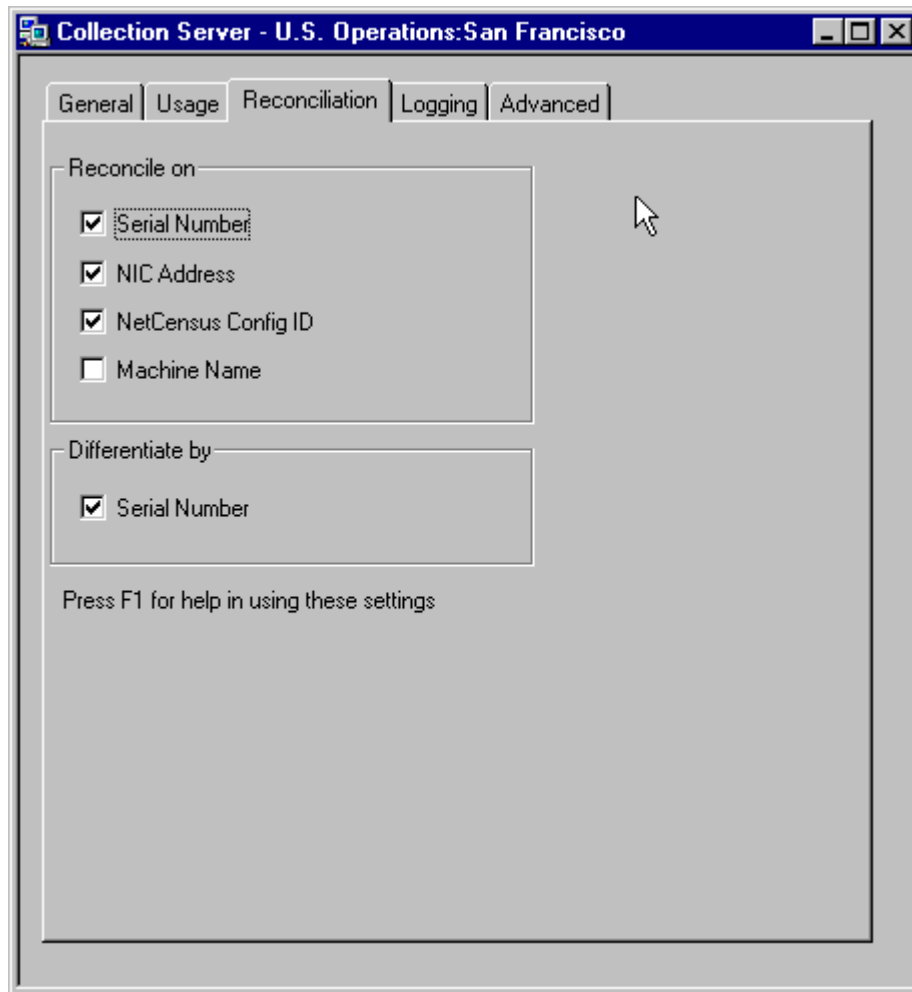 Collection Server - U.S. Operations:San Francisco
General Usage Reconciliation Logging Advanced
Reconcile on
Serial Number
NIC Address
NetCensus Config ID
Machine Name
Differentiate by
Serial Number
Press F1 for help in using these settings